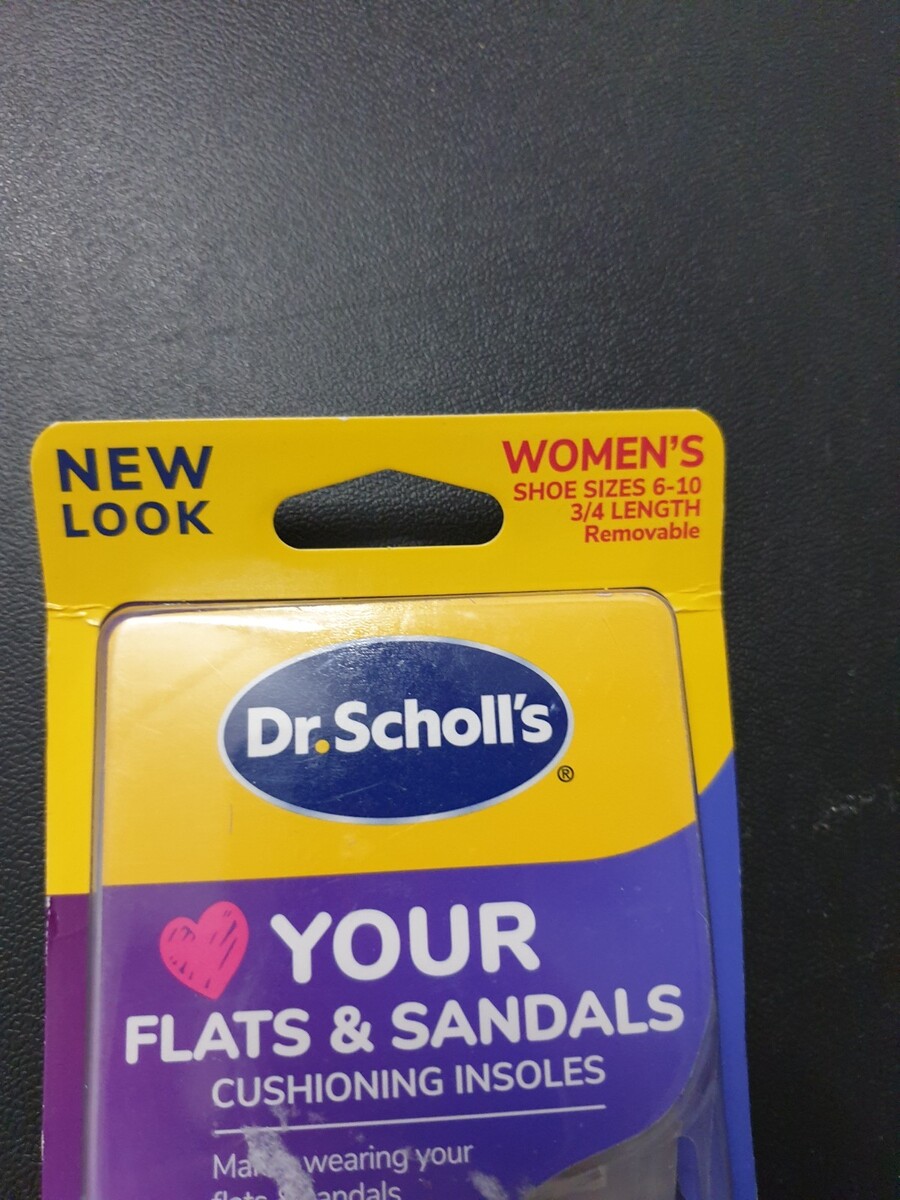 NEW
LOOK
WOMEN'S
SHOE SIZES 6-10
3/4 LENGTH
Removable
Dr.Scholl's
®
YOUR
FLATS & SANDALS
CUSHIONING INSOLES
wearing your
flats